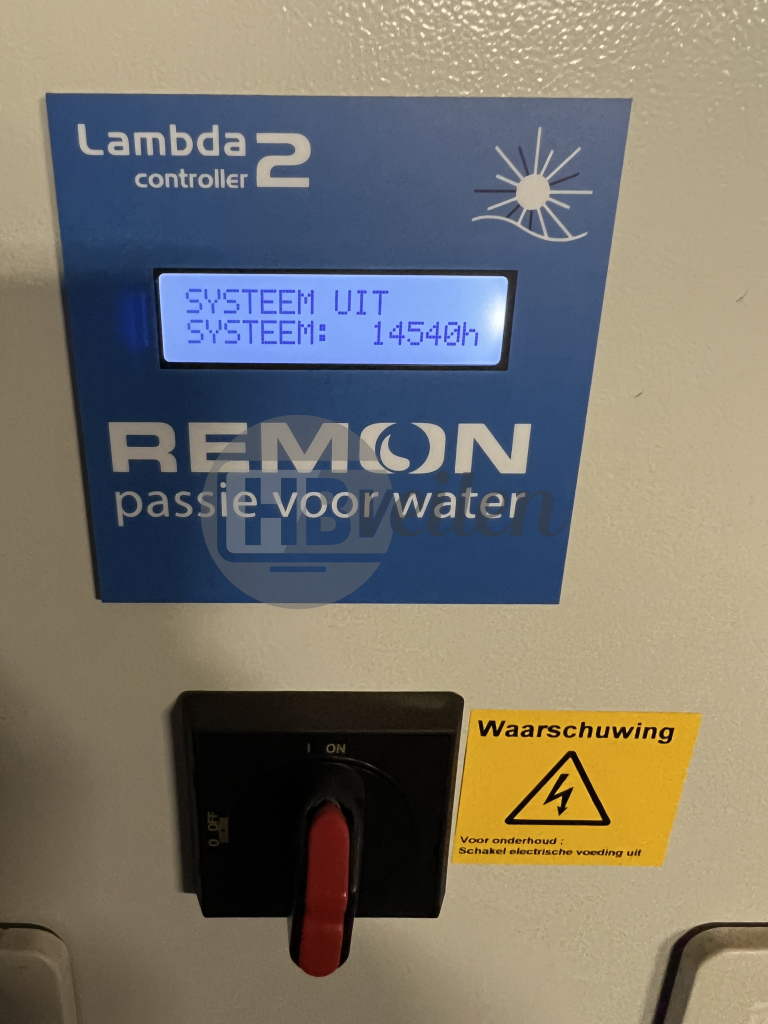 Lambda 2
controller
SYSTEEM UIT
SYSTEEM: 14540h
REMON
passie voor water
HBveilen
I ON
0 OFF
Waarschuwing
Voor onderhoud :
Schakel electrische voeding uit